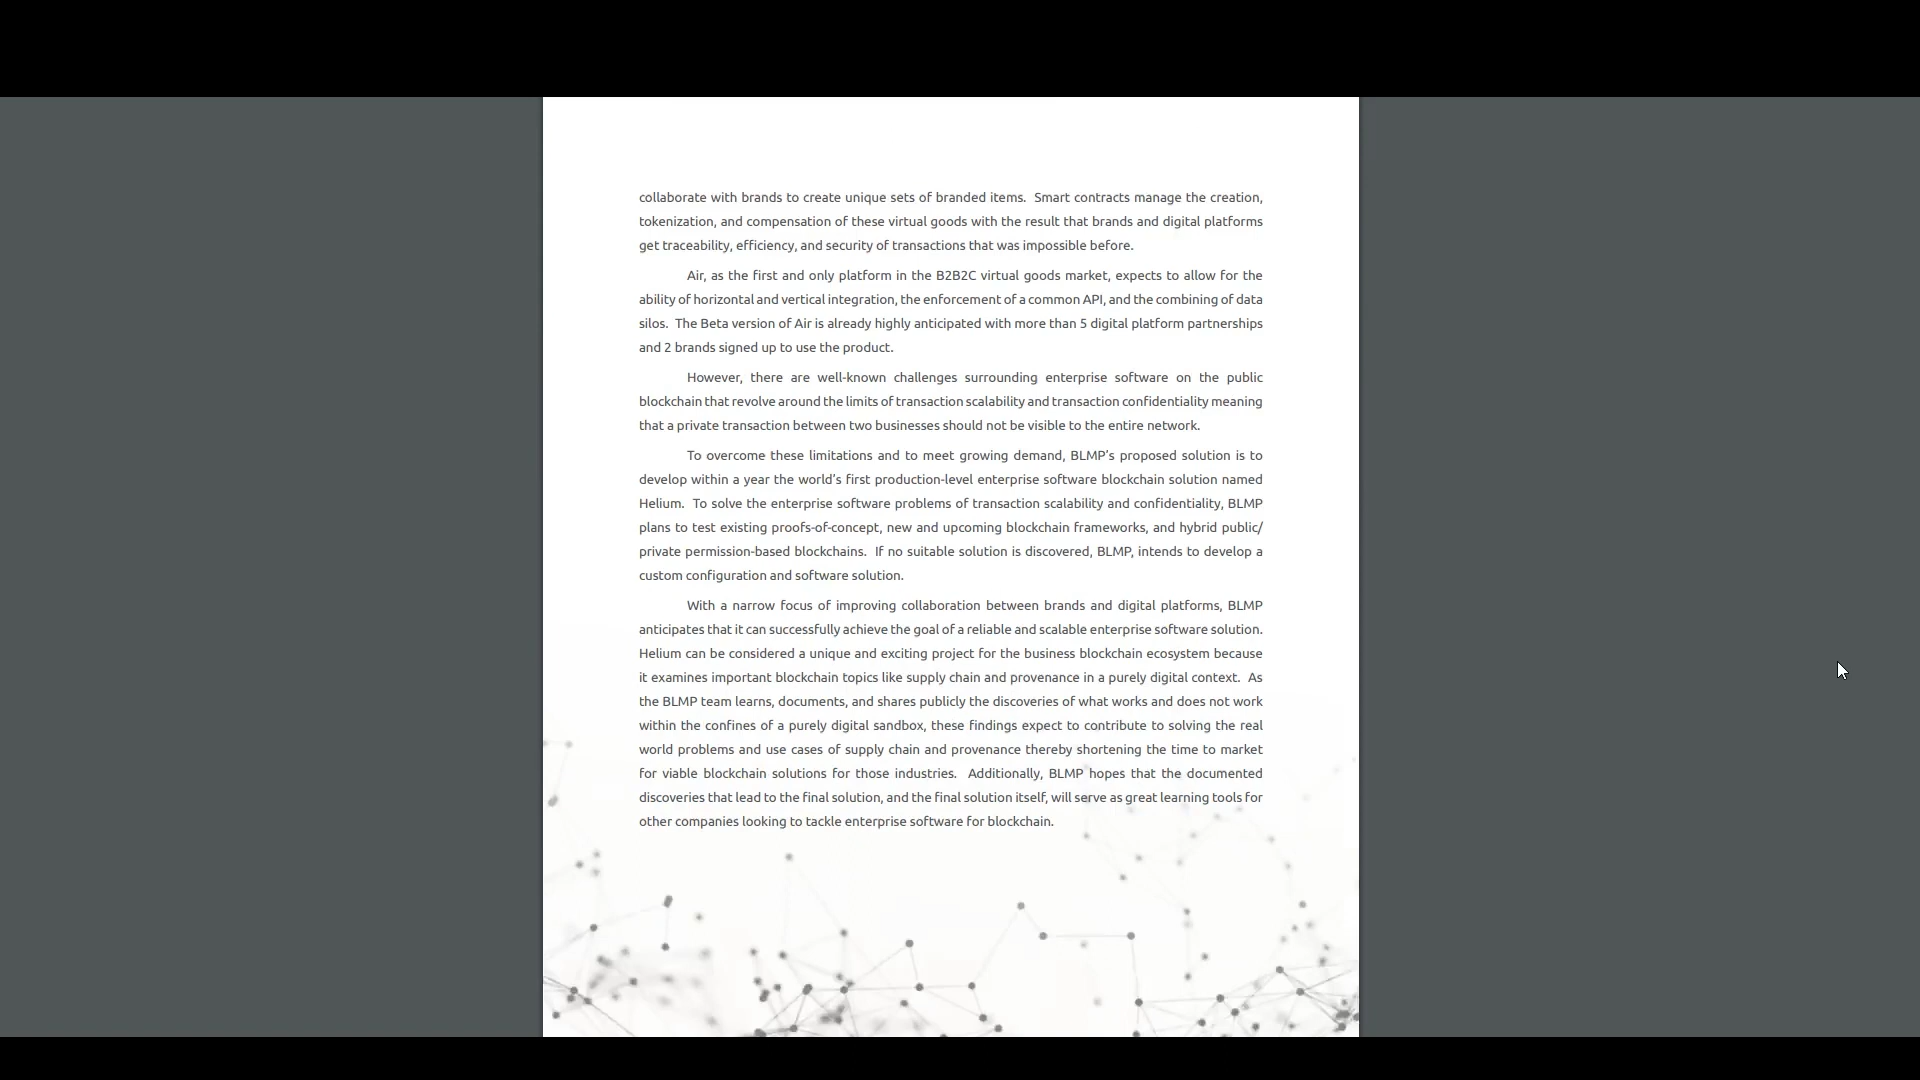 collaborate with brands to create unique sets of branded items.  Smart contracts manage the creation,
tokenization, and compensation of these virtual goods with the result that brands and digital platforms
get traceability, efficiency, and security of transactions that was impossible before.
Air, as the first and only platform in the B2B2C virtual goods market, expects to allow for the
ability of horizontal and vertical integration, the enforcement of a common API, and the combining of data
silos.  The Beta version of Air is already highly anticipated with more than 5 digital platform partnerships
and 2 brands signed up to use the product.
However, there are well-known challenges surrounding enterprise software on the public
blockchain that revolve around the limits of transaction scalability and transaction confidentiality meaning
that a private transaction between two businesses should not be visible to the entire network.
To overcome these limitations and to meet growing demand, BLMP’s proposed solution is to
develop within a year the world’s first production-level enterprise software blockchain solution named
Helium.  To solve the enterprise software problems of transaction scalability and confidentiality, BLMP
plans to test existing proofs-of-concept, new and upcoming blockchain frameworks, and hybrid public/
private permission-based blockchains.  If no suitable solution is discovered, BLMP, intends to develop a
custom configuration and software solution.
With a narrow focus of improving collaboration between brands and digital platforms, BLMP
anticipates that it can successfully achieve the goal of a reliable and scalable enterprise software solution.
Helium can be considered a unique and exciting project for the business blockchain ecosystem because
it examines important blockchain topics like supply chain and provenance in a purely digital context.  As
the BLMP team learns, documents, and shares publicly the discoveries of what works and does not work
within the confines of a purely digital sandbox, these findings expect to contribute to solving the real
world problems and use cases of supply chain and provenance thereby shortening the time to market
for viable blockchain solutions for those industries.  Additionally, BLMP hopes that the documented
discoveries that lead to the final solution, and the final solution itself, will serve as great learning tools for
other companies looking to tackle enterprise software for blockchain.